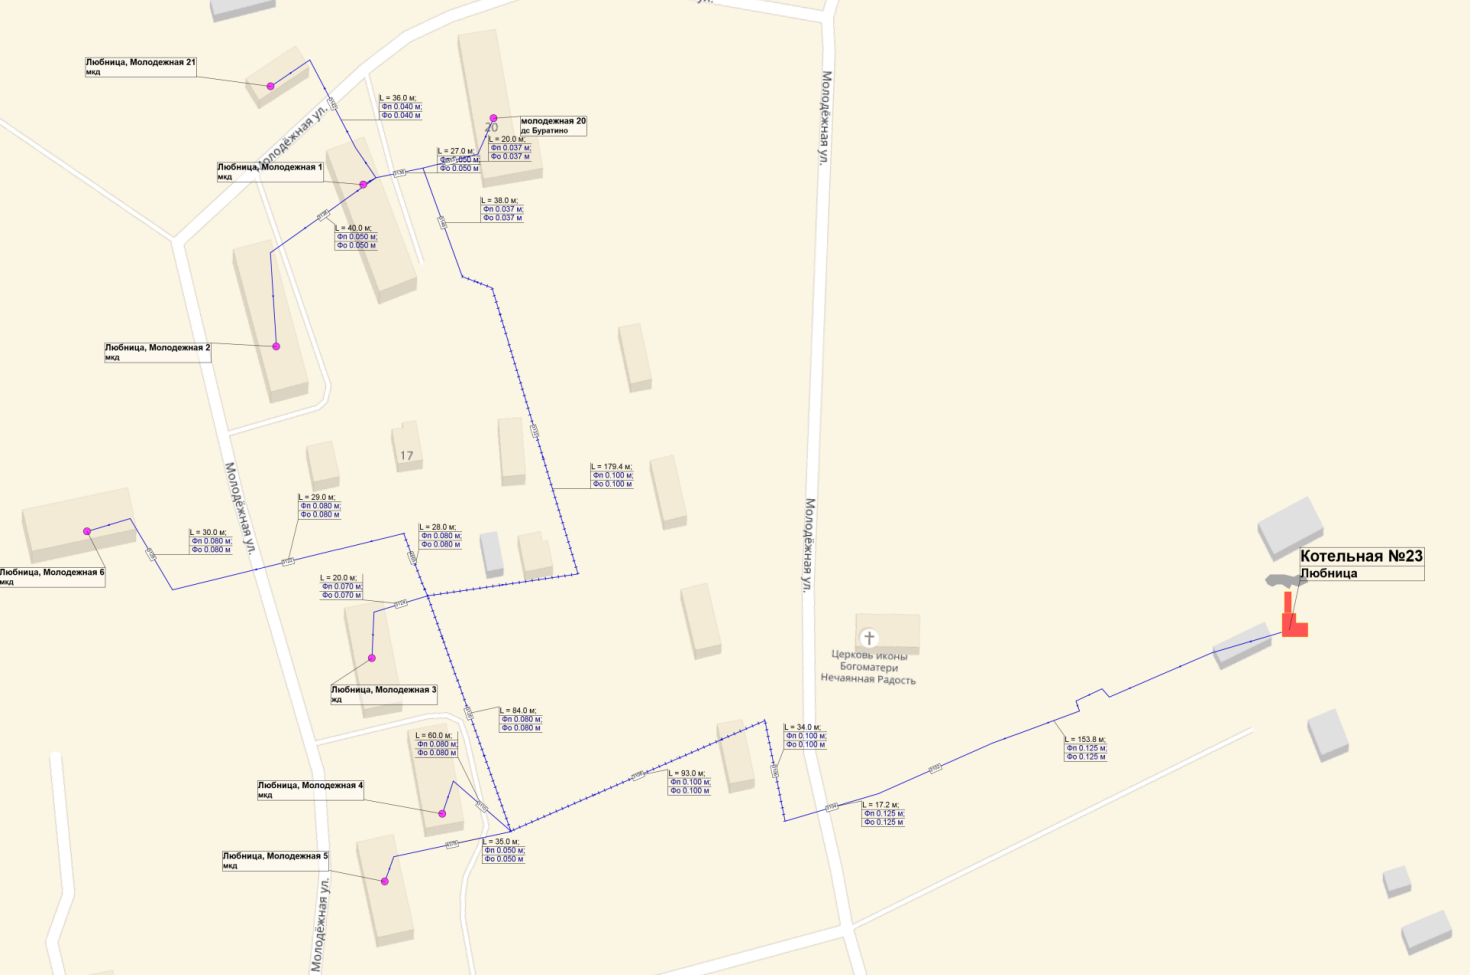 ул.
Любница, Молодежная 21
мкд
L = 36.0 м;
Фп 0.040 м;
Фо 0.040 м
Молодёжная ул.
20
молодежная 20
дс Буратино
L = 20.0 м;
Фп 0.037 м;
Фо 0.037 м
L = 27.0 м;
Фп 0.050 м;
Фо 0.050 м
Молодёжная ул.
Любница, Молодежная 1
мкд
L = 38.0 м;
Фп 0.037 м;
Фо 0.037 м
L = 40.0 м;
Фп 0.050 м;
Фо 0.050 м
Любница, Молодежная 2
мкд
17
L = 179.4 м;
Фп 0.100 м;
Фо 0.100 м
Молодёжная ул.
L = 29.0 м;
Фп 0.080 м;
Фо 0.080 м
L = 30.0 м;
Фп 0.080 м;
Фо 0.080 м
L = 28.0 м;
Фп 0.080 м;
Фо 0.080 м
Молодёжная ул.
Котельная №23
Любница
Любница, Молодежная 6
мкд
L = 20.0 м;
Фп 0.070 м;
Фо 0.070 м
Церковь иконы
Богоматери
Нечаянная Радость
Любница, Молодежная 3
жд
L = 84.0 м;
Фп 0.080 м;
Фо 0.080 м
L = 60.0 м;
Фп 0.080 м;
Фо 0.080 м
L = 34.0 м;
Фп 0.100 м;
Фо 0.100 м
L = 153.8 м;
Фп 0.125 м;
Фо 0.125 м
L = 93.0 м;
Фп 0.100 м;
Фо 0.100 м
Любница, Молодежная 4
мкд
L = 17.2 м;
Фп 0.125 м;
Фо 0.125 м
L = 35.0 м;
Фп 0.050 м;
Фо 0.050 м
Любница, Молодежная 5
мкд
Молодёжная ул.